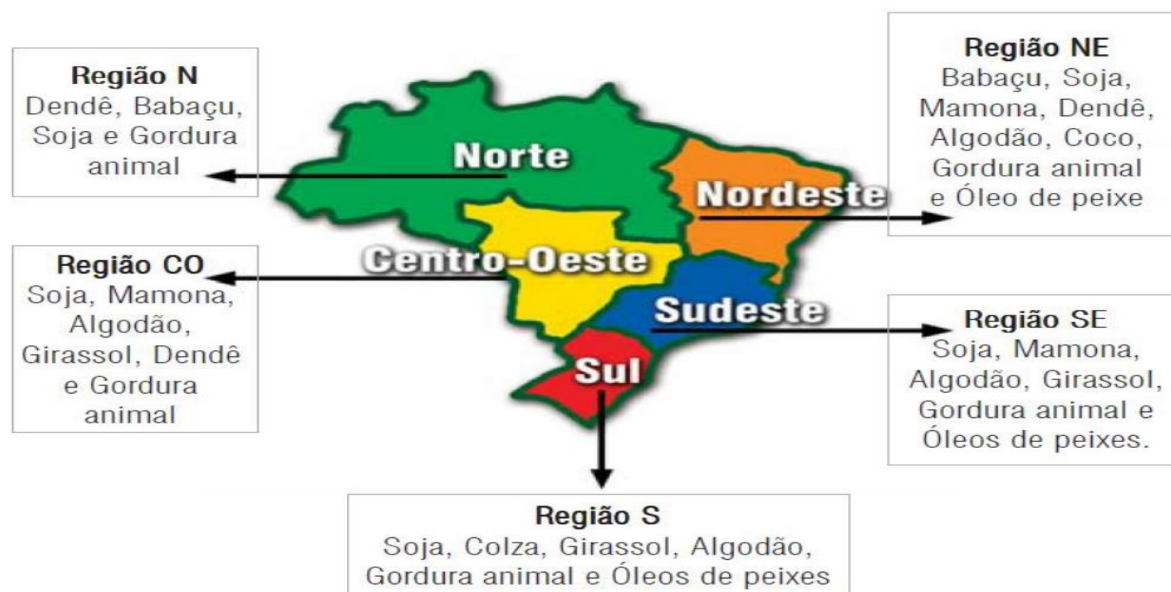 Região N
Dendê, Babaçu,
Soja e Gordura
animal
Região NE
Babaçu, Soja,
Mamona, Dendê,
Algodão, Coco,
Gordura animal
e Óleo de peixe
Norte
Nordeste
Centro-Oeste
Sudeste
Sul
Região CO
Soja, Mamona,
Algodão,
Girassol, Dendê
e Gordura
animal
Região SE
Soja, Mamona,
Algodão, Girassol,
Gordura animal e
Óleos de peixes.
Região S
Soja, Colza, Girassol, Algodão,
Gordura animal e Óleos de peixes